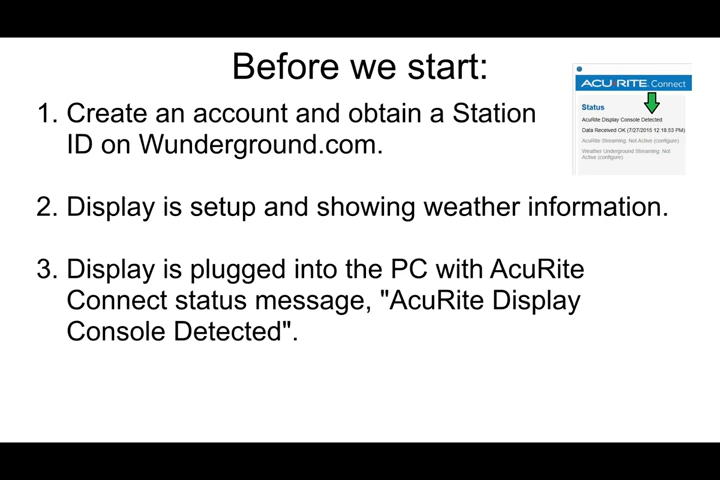 Before we start:
1. Create an account and obtain a Station
ID on Wunderground.com.
2. Display is setup and showing weather information.
3. Display is plugged into the PC with AcuRite
Connect status message, "AcuRite Display
Console Detected".
ACU RITE Connect
Status
AcuRite Display Console Detected
Data Received OK (7/27/2015 12:18:53 PM)
AcuRite Streaming: Not Active (configure)
Weather Underground Streaming: Not
Active (configure)